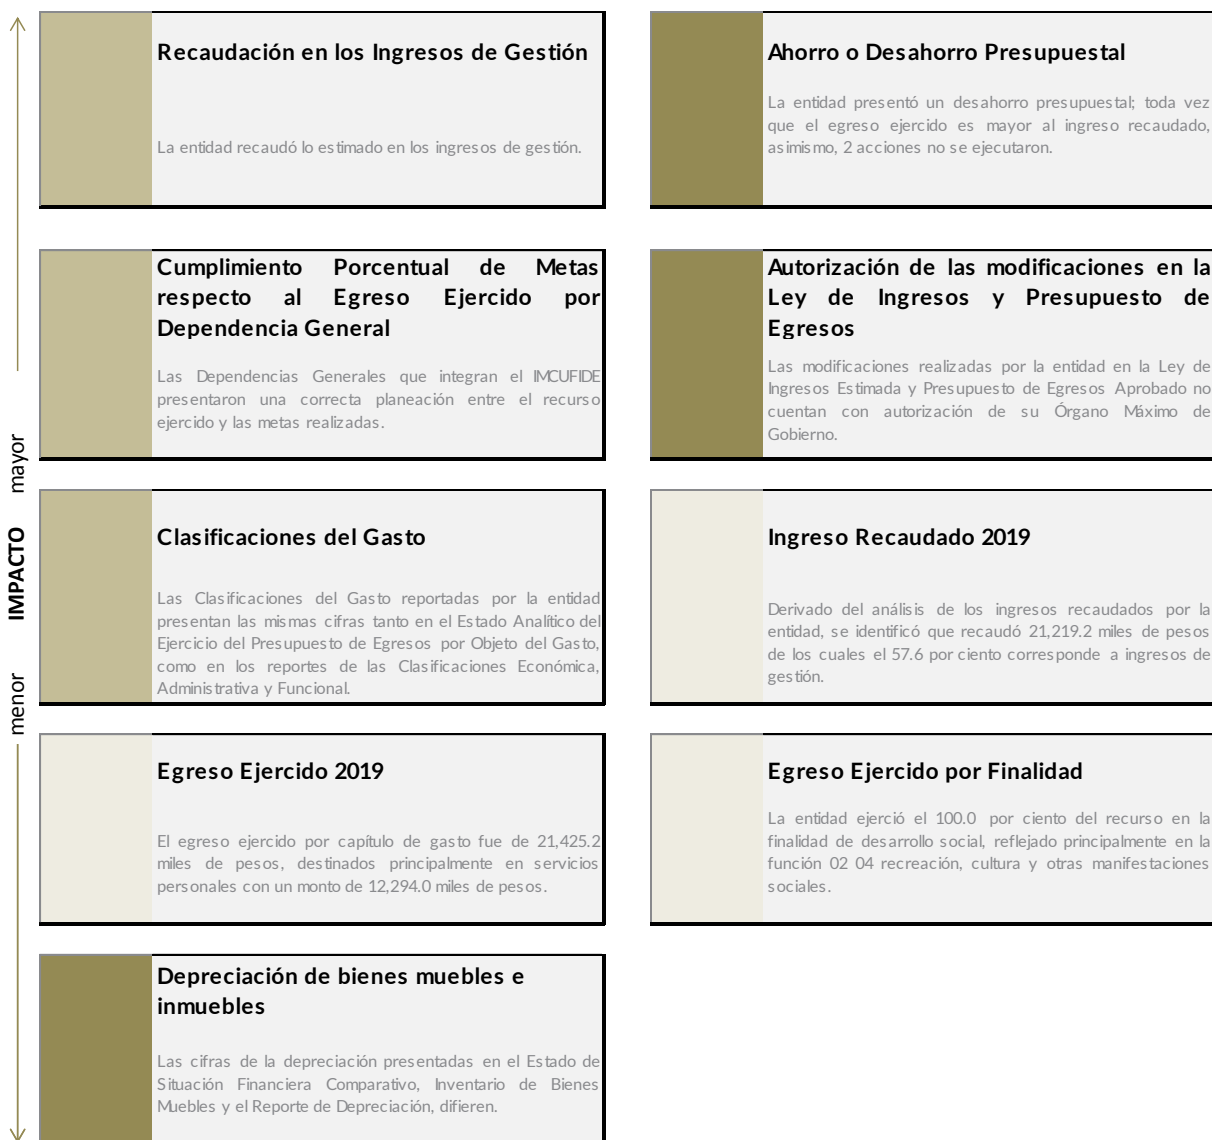 Recaudación en los Ingresos de Gestión
La entidad recaudó lo estimado en los ingresos de gestión.
Ahorro o Desahorro Presupuestal
La entidad presentó un desahorro presupuestal; toda vez
que el egreso ejercido es mayor al ingreso recaudado,
asimismo, 2 acciones no se ejecutaron.
Cumplimiento Porcentual de Metas
respecto al Egreso Ejercido por
Dependencia General
Las Dependencias Generales que integran el IMCUFIDE
presentaron una correcta planeación entre el recurso
ejercido y las metas realizadas.
Autorización de las modificaciones en la
Ley de Ingresos y Presupuesto de
Egresos
Las modificaciones realizadas por la entidad en la Ley de
Ingresos Estimada y Presupuesto de Egresos Aprobado no
cuentan con autorización de su Órgano Máximo de
Gobierno.
mayor
IMPACTO
menor
Clasificaciones del Gasto
Las Clasificaciones del Gasto reportadas por la entidad
presentan las mismas cifras tanto en el Estado Analítico del
Ejercicio del Presupuesto de Egresos por Objeto del Gasto,
como en los reportes de las Clasificaciones Económica,
Administrativa y Funcional.
Ingreso Recaudado 2019
Derivado del análisis de los ingresos recaudados por la
entidad, se identificó que recaudó 21,219.2 miles de pesos
de los cuales el 57.6 por ciento corresponde a ingresos de
gestión.
Egreso Ejercido 2019
El egreso ejercido por capítulo de gasto fue de 21,425.2
miles de pesos, destinados principalmente en servicios
personales con un monto de 12,294.0 miles de pesos.
Egreso Ejercido por Finalidad
La entidad ejerció el 100.0 por ciento del recurso en la
finalidad de desarrollo social, reflejado principalmente en la
función 02 04 recreación, cultura y otras manifestaciones
sociales.
Depreciación de bienes muebles e
inmuebles
Las cifras de la depreciación presentadas en el Estado de
Situación Financiera Comparativo, Inventario de Bienes
Muebles y el Reporte de Depreciación, difieren.